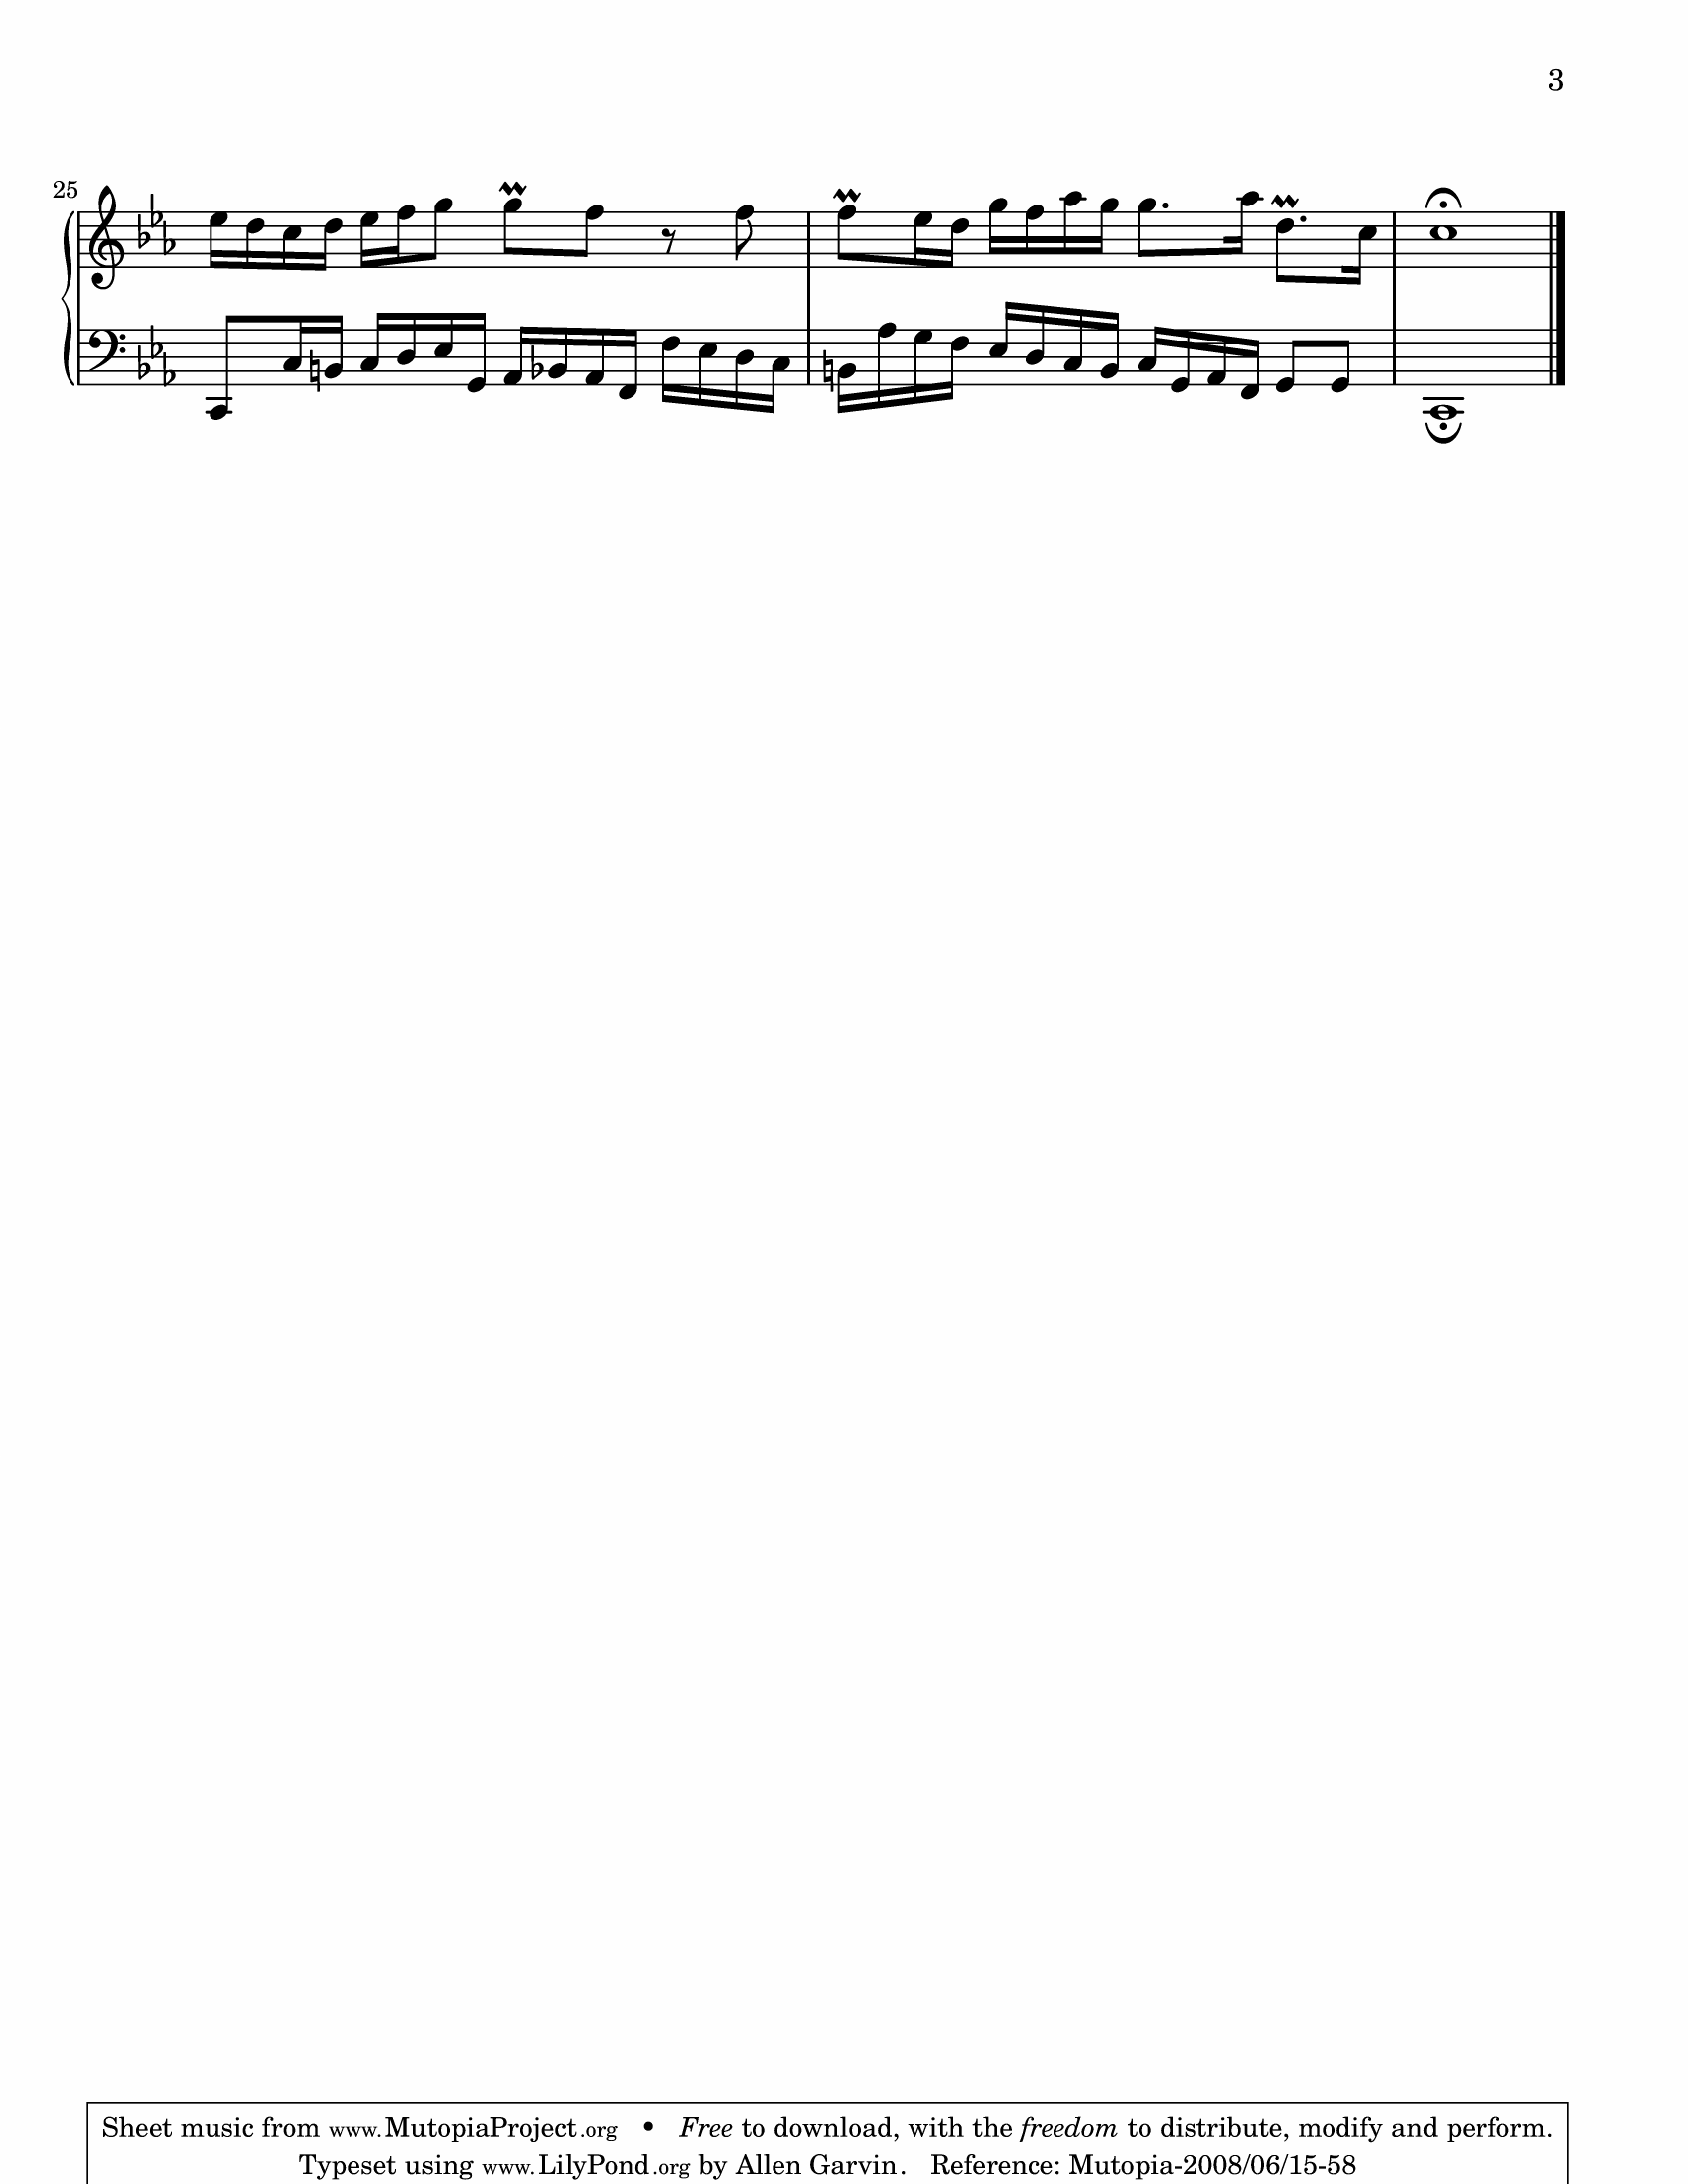 3
25
Sheet music from www.MutopiaProject.org • Free to download, with the freedom to distribute, modify and perform.
Typeset using www.LilyPond.org by Allen Garvin. Reference: Mutopia-2008/06/15-58